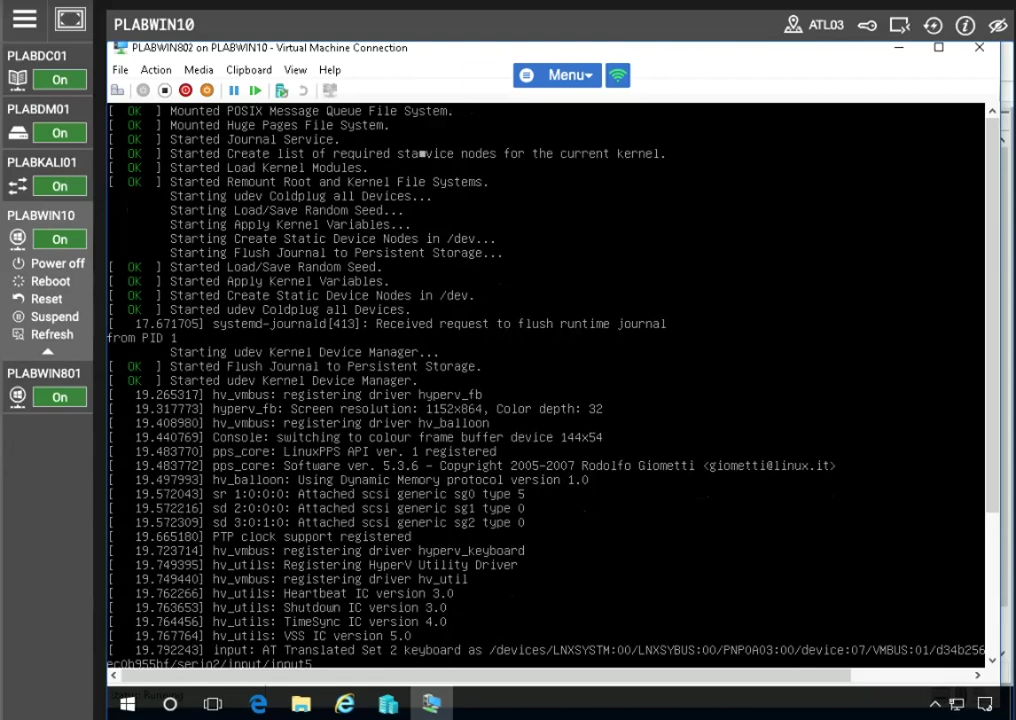 PLABWIN10
ATL03
PLABDC01
On
PLABDM01
On
PLABKALI01
On
PLABWIN10
On
Power off
Reboot
Reset
Suspend
Refresh
PLABWIN801
On
PLABWIN802 on PLABWIN10 - Virtual Machine Connection
File Action Media Clipboard View Help
Menu
[ OK ] Mounted POSIX Message Queue File System.
[ OK ] Mounted Huge Pages File System.
[ OK ] Started Journal Service.
[ OK ] Started Create list of required sta■vice nodes for the current kernel.
[ OK ] Started Load Kernel Modules.
[ OK ] Started Remount Root and Kernel File Systems.
Starting udev Coldplug all Devices...
Starting Load/Save Random Seed...
Starting Apply Kernel Variables...
Starting Create Static Device Nodes in /dev...
Starting Flush Journal to Persistent Storage...
[ OK ] Started Load/Save Random Seed.
[ OK ] Started Apply Kernel Variables.
[ OK ] Started Create Static Device Nodes in /dev.
[ OK ] Started udev Coldplug all Devices.
[ 17.671705] systemd-journald[413]: Received request to flush runtime journal
from PID 1
Starting udev Kernel Device Manager...
[ OK ] Started Flush Journal to Persistent Storage.
[ OK ] Started udev Kernel Device Manager.
[ 19.265317] hv_vmbus: registering driver hyperv_fb
[ 19.317773] hyperv_fb: Screen resolution: 1152x864, Color depth: 32
[ 19.408980] hv_vmbus: registering driver hv_balloon
[ 19.440769] Console: switching to colour frame buffer device 144x54
[ 19.483770] pps_core: LinuxPPS API ver. 1 registered
[ 19.483772] pps_core: Software ver. 5.3.6 - Copyright 2005-2007 Rodolfo Giometti <giometti@linux.it>
[ 19.497993] hv_balloon: Using Dynamic Memory protocol version 1.0
[ 19.572043] sr 1:0:0:0: Attached scsi generic sg0 type 5
[ 19.572216] sd 2:0:0:0: Attached scsi generic sg1 type 0
[ 19.572309] sd 3:0:1:0: Attached scsi generic sg2 type 0
[ 19.665180] PTP clock support registered
[ 19.723714] hv_vmbus: registering driver hyperv_keyboard
[ 19.749395] hv_utils: Registering HyperV Utility Driver
[ 19.749440] hv_vmbus: registering driver hv_util
[ 19.762266] hv_utils: Heartbeat IC version 3.0
[ 19.763653] hv_utils: Shutdown IC version 3.0
[ 19.764456] hv_utils: TimeSync IC version 4.0
[ 19.767764] hv_utils: VSS IC version 5.0
[ 19.792243] input: AT Translated Set 2 keyboard as /devices/LNXSYSTM:00/LNXSYBUS:00/PNP0A03:00/device:07/VMBUS:01/d34b256
ec0b955bf/serio2/input/input5
Status: Running